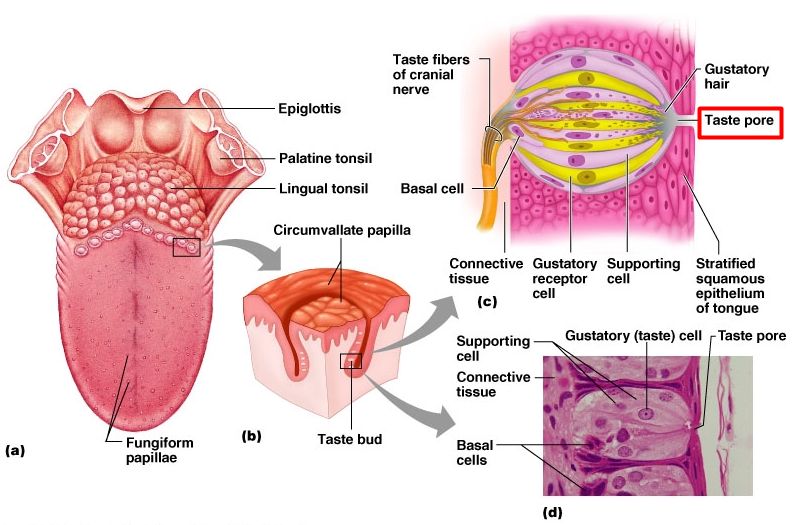 Epiglottis
Palatine tonsil
Lingual tonsil
Fungiform
papillae
(a)
Circumvallate papilla
Taste bud
(b)
Taste fibers
of cranial
nerve
Gustatory
hair
Taste pore
Basal cell
Connective
tissue
Gustatory
receptor
cell
Supporting
cell
Stratified
squamous
epithelium
of tongue
(c)
Supporting
cell
Gustatory (taste) cell
Taste pore
Connective
tissue
Basal
cells
(d)